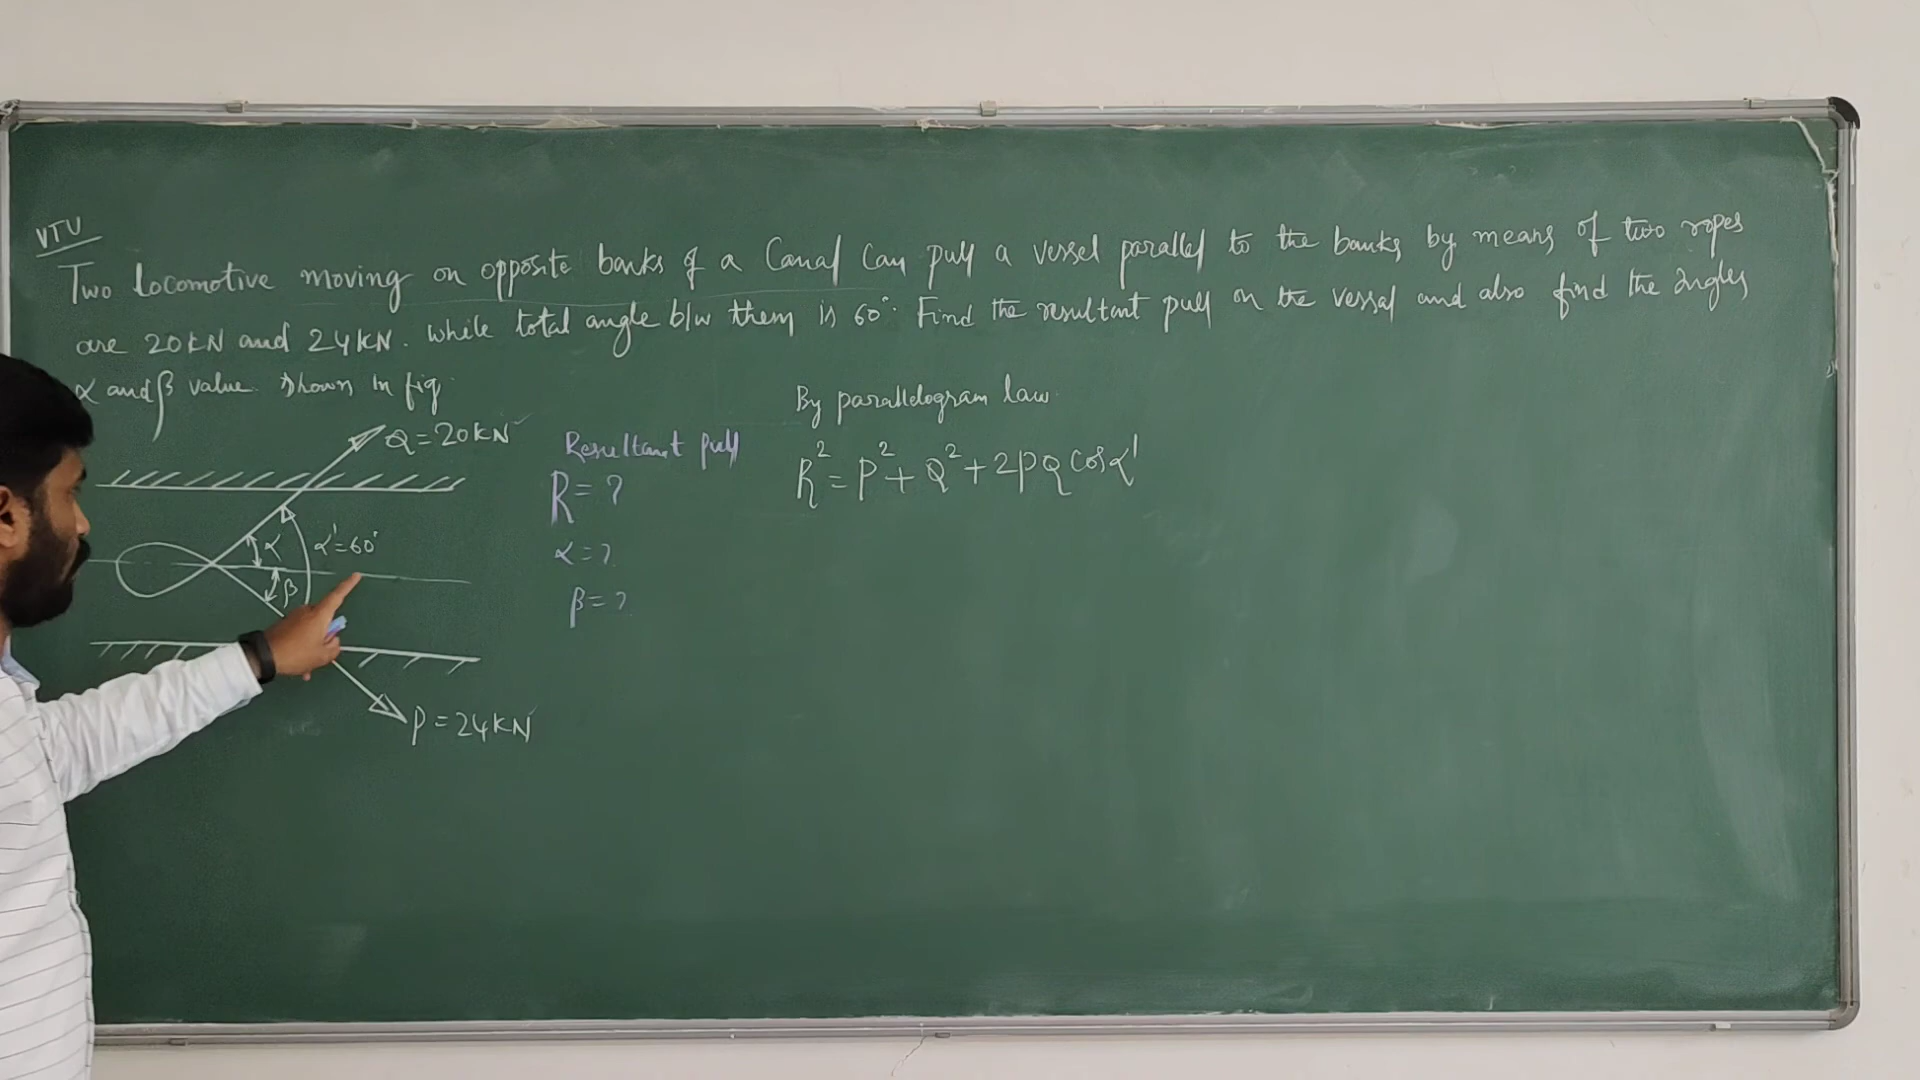 VTU
Two locomotive moving on opposite banks of a Canal Can pull a vessel parallel to the banks by means of two ropes
are 20KN and 24KN. while total angle b/w them is 60°. Find the resultant pull on the vessal and also find the angles
α and β value shown in fig.
Q = 20KN
α
α' = 60°
β
P = 24KN
Resultant pull
R = ?
α = ?
β = ?
By parallelogram law
R² = P² + Q² + 2PQ Cosα'